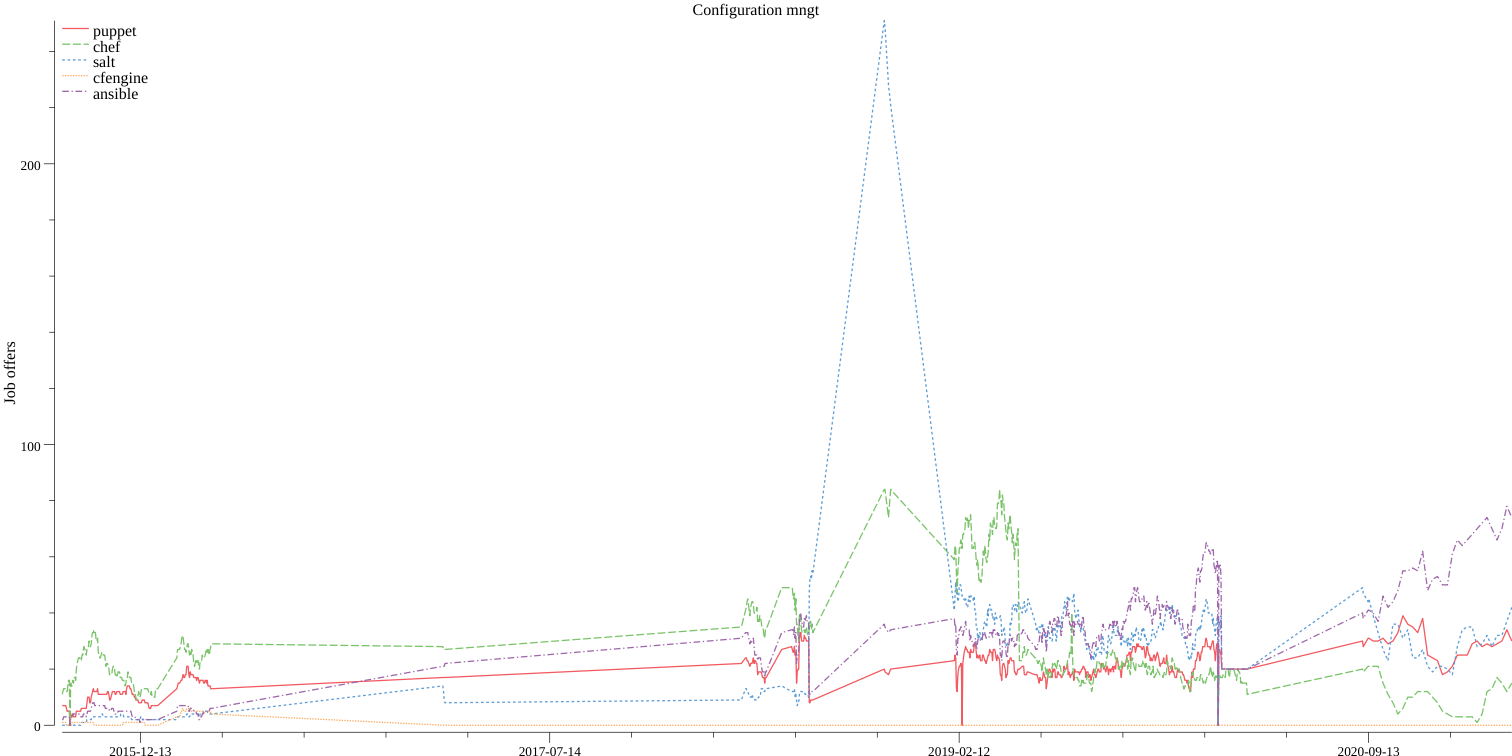 Configuration mngt
puppet
chef
salt
cfengine
ansible
Job offers
200
100
0
2015-12-13
2017-07-14
2019-02-12
2020-09-13